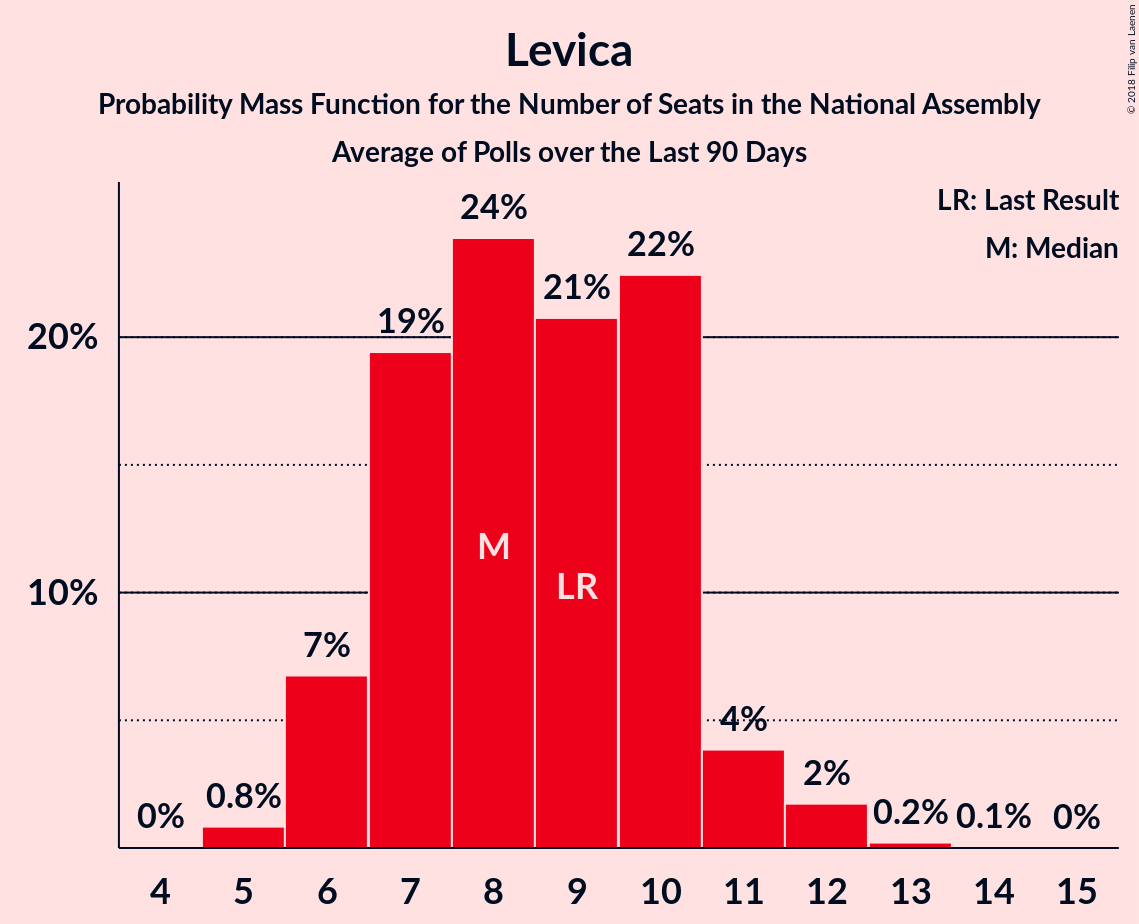 Levica
Probability Mass Function for the Number of Seats in the National Assembly
Average of Polls over the Last 90 Days
© 2018 Filip van Laenen
LR: Last Result
M: Median
20%
10%
0%
0.8%
7%
19%
24%
21%
22%
4%
2%
0.2%
0.1%
0%
M
LR
4 5 6 7 8 9 10 11 12 13 14 15